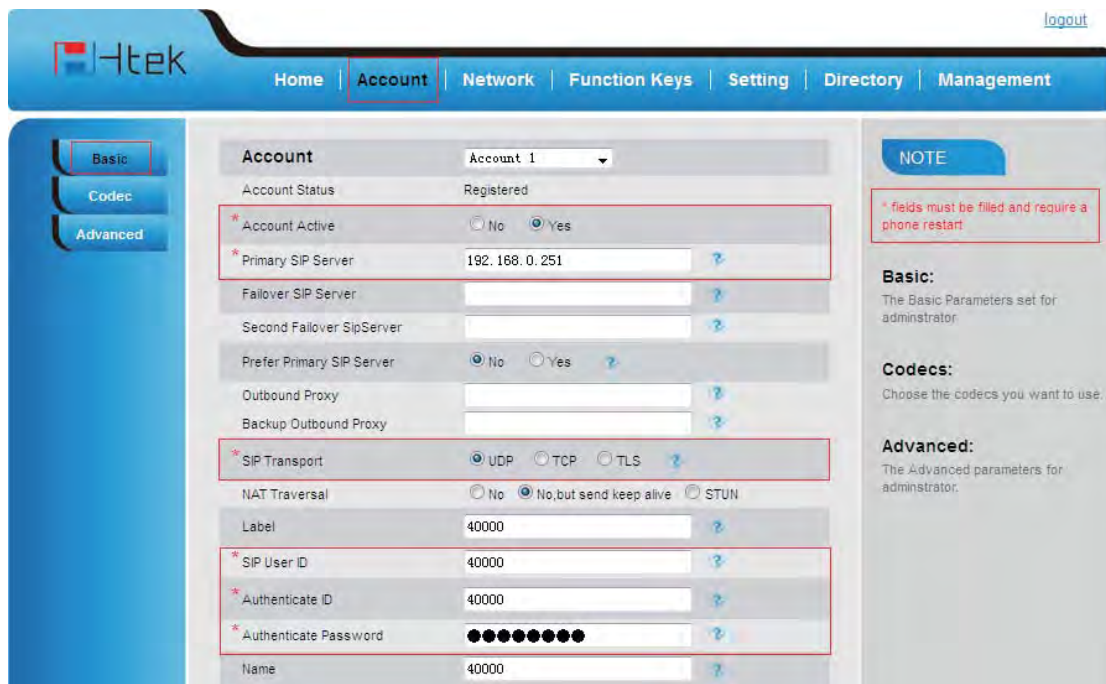 logout
Htek
Home | Account | Network | Function Keys | Setting | Directory | Management
Basic
Codec
Advanced
Account Account 1
Account Status Registered
* Account Active No Yes
* Primary SIP Server 192.168.0.251 ?
Failover SIP Server ?
Second Failover SipServer ?
Prefer Primary SIP Server No Yes ?
Outbound Proxy ?
Backup Outbound Proxy ?
* SIP Transport UDP TCP TLS ?
NAT Traversal No No,but send keep alive STUN
Label 40000 ?
* SIP User ID 40000 ?
* Authenticate ID 40000 ?
* Authenticate Password ●●●●●●●● ?
Name 40000 ?
NOTE
* fields must be filled and require a
phone restart
Basic:
The Basic Parameters set for
adminstrator
Codecs:
Choose the codecs you want to use.
Advanced:
The Advanced parameters for
adminstrator.